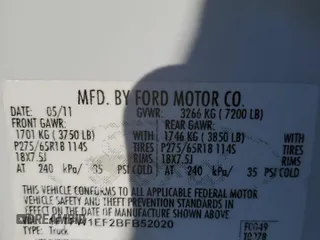 MFD. BY FORD MOTOR CO.
DATE: 05/11 GVWR: 3266 KG (7200 LB)
FRONT GAWR: REAR GAWR:
1701 KG (3750 LB) 1746 KG (3850 LB)
P275/65R18 114S TIRES P275/65R18 114S WITH
18X7.5J RIMS 18X7.5J RIMS
AT 240 kPa/ 35 PSI COLD AT 240 kPa/ 35 PSI COLD
THIS VEHICLE CONFORMS TO ALL APPLICABLE FEDERAL MOTOR
VEHICLE SAFETY AND THEFT PREVENTION STANDARDS IN
EFFECT ON THE DATE OF MANUFACTURE SHOWN ABOVE.
1EF2BFB52020 F0049
TYPE: Truck